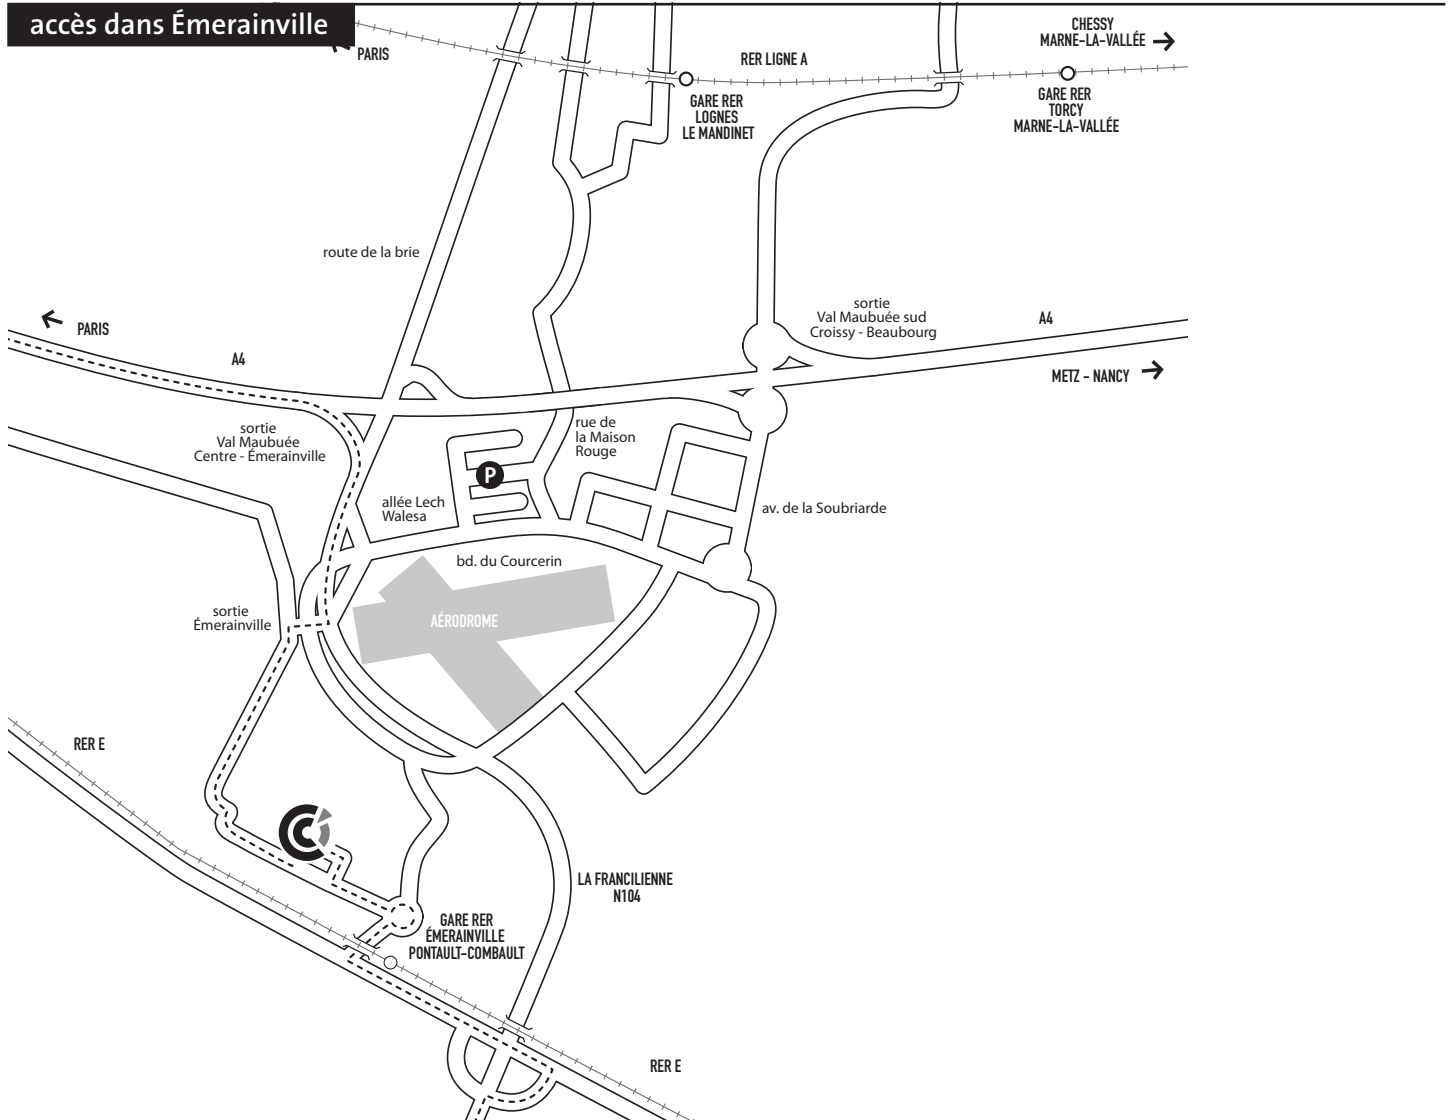 accès dans Émerainville
PARIS
RER LIGNE A
CHESSY
MARNE-LA-VALLÉE
GARE RER
LOGNES
LE MANDINET
GARE RER
TORCY
MARNE-LA-VALLÉE
route de la brie
PARIS
A4
sortie
Val Maubuée sud
Croissy - Beaubourg
A4
METZ - NANCY
sortie
Val Maubuée
Centre - Émerainville
rue de
la Maison
Rouge
P
allée Lech
Walesa
av. de la Soubriarde
bd. du Courcerin
sortie
Émerainville
AÉRODROME
RER E
LA FRANCILIENNE
N104
GARE RER
ÉMERAINVILLE
PONTAULT-COMBAULT
RER E